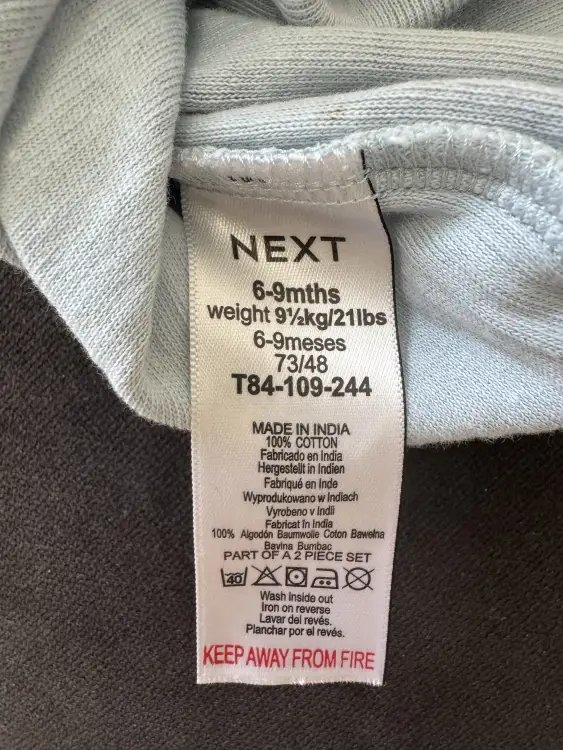 NEXT
6-9mths
weight 9½kg/21lbs
6-9meses
73/48
T84-109-244
MADE IN INDIA
100% COTTON
Fabricado en India
Hergestellt in Indien
Fabriqué en Inde
Wyprodukowano w Indiach
Vyrobeno v Indii
Fabricat în India
100% Algodón Baumwolle Coton Bawełna
Bavlna Bumbac
PART OF A 2 PIECE SET
40
Wash inside out
Iron on reverse
Lavar del revés.
Planchar por el revés.
KEEP AWAY FROM FIRE